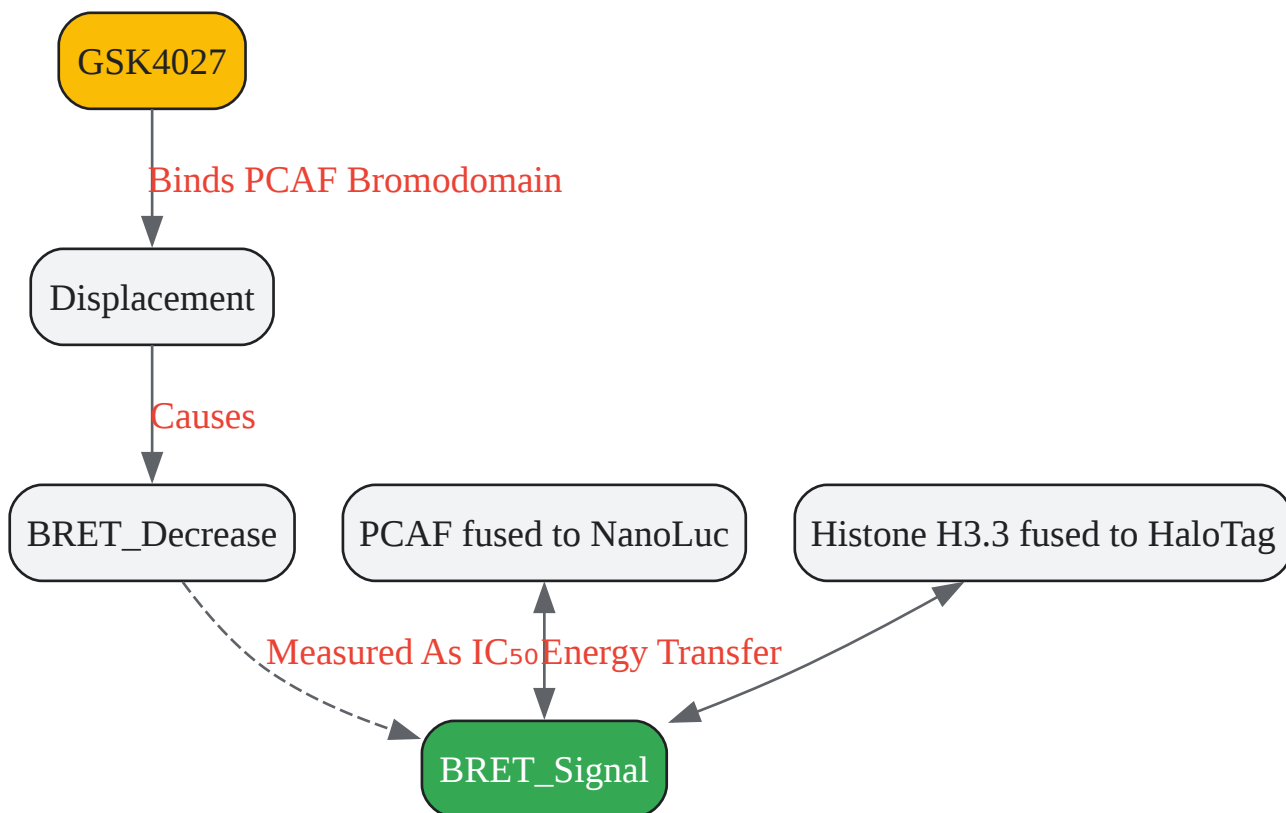 GSK4027
Binds PCAF Bromodomain
Displacement
Causes
BRET_Decrease
PCAF fused to NanoLuc
Histone H3.3 fused to HaloTag
Measured As IC₅₀
Energy Transfer
BRET_Signal